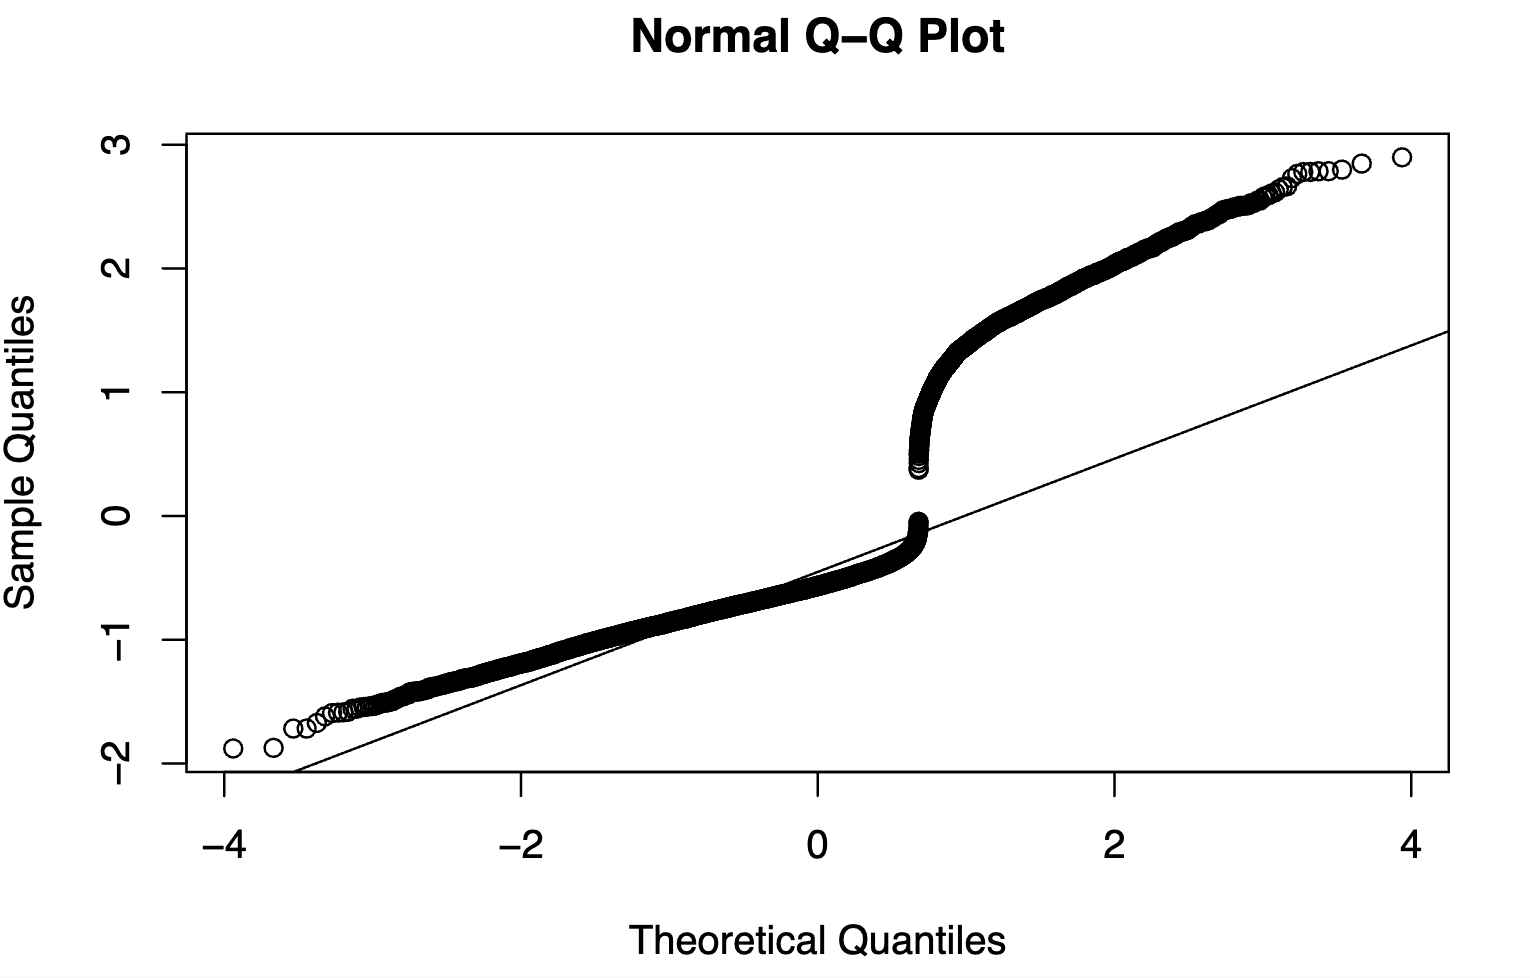 Normal Q–Q Plot
3
2
1
0
−1
−2
Sample Quantiles
−4 −2 0 2 4
Theoretical Quantiles